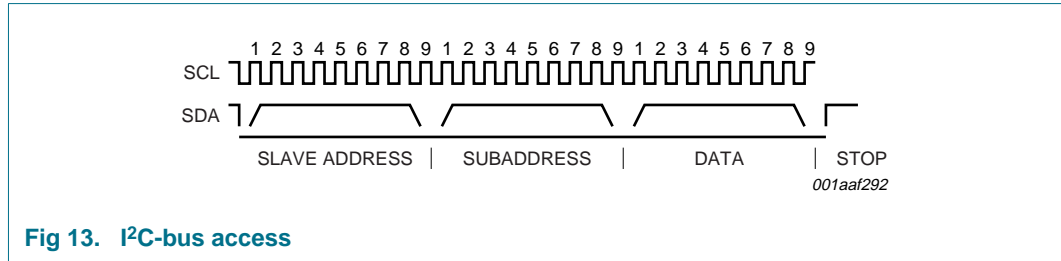 1 2 3 4 5 6 7 8 9 1 2 3 4 5 6 7 8 9 1 2 3 4 5 6 7 8 9
SCL
SDA
SLAVE ADDRESS | SUBADDRESS | DATA | STOP
001aaf292
Fig 13. I²C-bus access